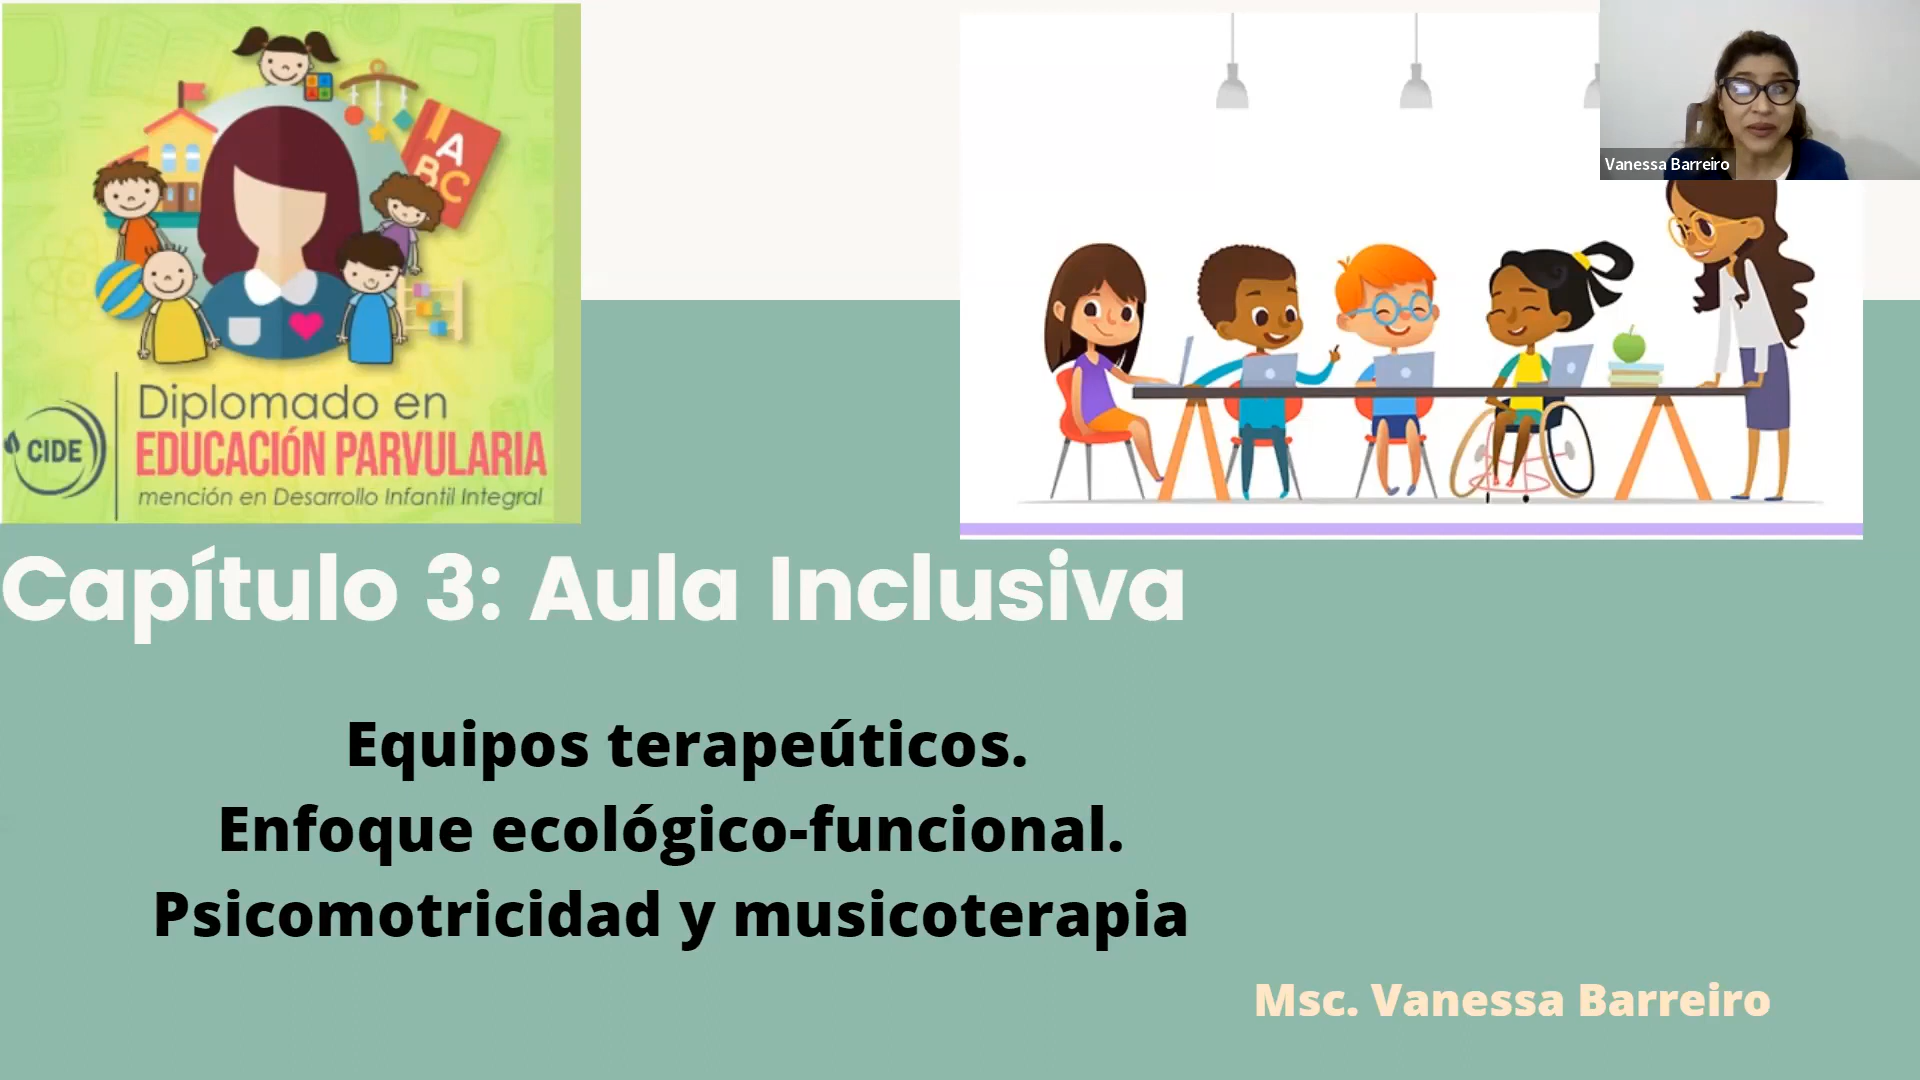 A
BC
CIDE
Diplomado en
EDUCACIÓN PARVULARIA
mención en Desarrollo Infantil Integral
Vanessa Barreiro
Capítulo 3: Aula Inclusiva
Equipos terapeúticos.
Enfoque ecológico-funcional.
Psicomotricidad y musicoterapia
Msc. Vanessa Barreiro